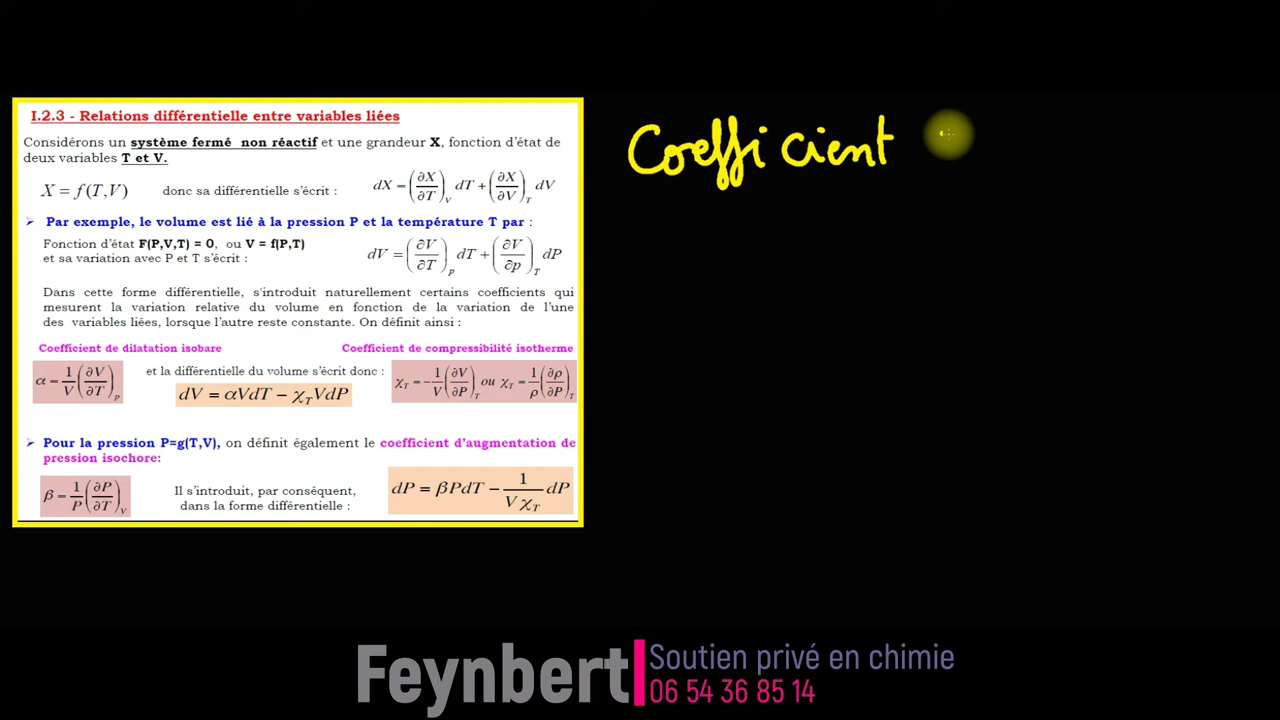 I.2.3 - Relations différentielle entre variables liées
Considérons un système fermé non réactif et une grandeur X, fonction d'état de
deux variables T et V.
X = f(T,V) donc sa différentielle s'écrit : dX = (∂X/∂T)_V dT + (∂X/∂V)_T dV
➢ Par exemple, le volume est lié à la pression P et la température T par :
Fonction d'état F(P,V,T) = 0, ou V = f(P,T)
et sa variation avec P et T s'écrit : dV = (∂V/∂T)_p dT + (∂V/∂p)_T dP
Dans cette forme différentielle, s'introduit naturellement certains coefficients qui
mesurent la variation relative du volume en fonction de la variation de l'une
des variables liées, lorsque l'autre reste constante. On définit ainsi :
Coefficient de dilatation isobare
Coefficient de compressibilité isotherme
α = 1/V (∂V/∂T)_p
et la différentielle du volume s'écrit donc :
dV = αVdT − χ_T VdP
χ_T = −1/V (∂V/∂P)_T ou χ_T = 1/ρ (∂ρ/∂P)_T
➢ Pour la pression P=g(T,V), on définit également le coefficient d'augmentation de
pression isochore:
β = 1/P (∂P/∂T)_V
Il s'introduit, par conséquent,
dans la forme différentielle :
dP = βPdT − 1/(V χ_T) dP
Coefficient
Feynbert
Soutien privé en chimie
06 54 36 85 14